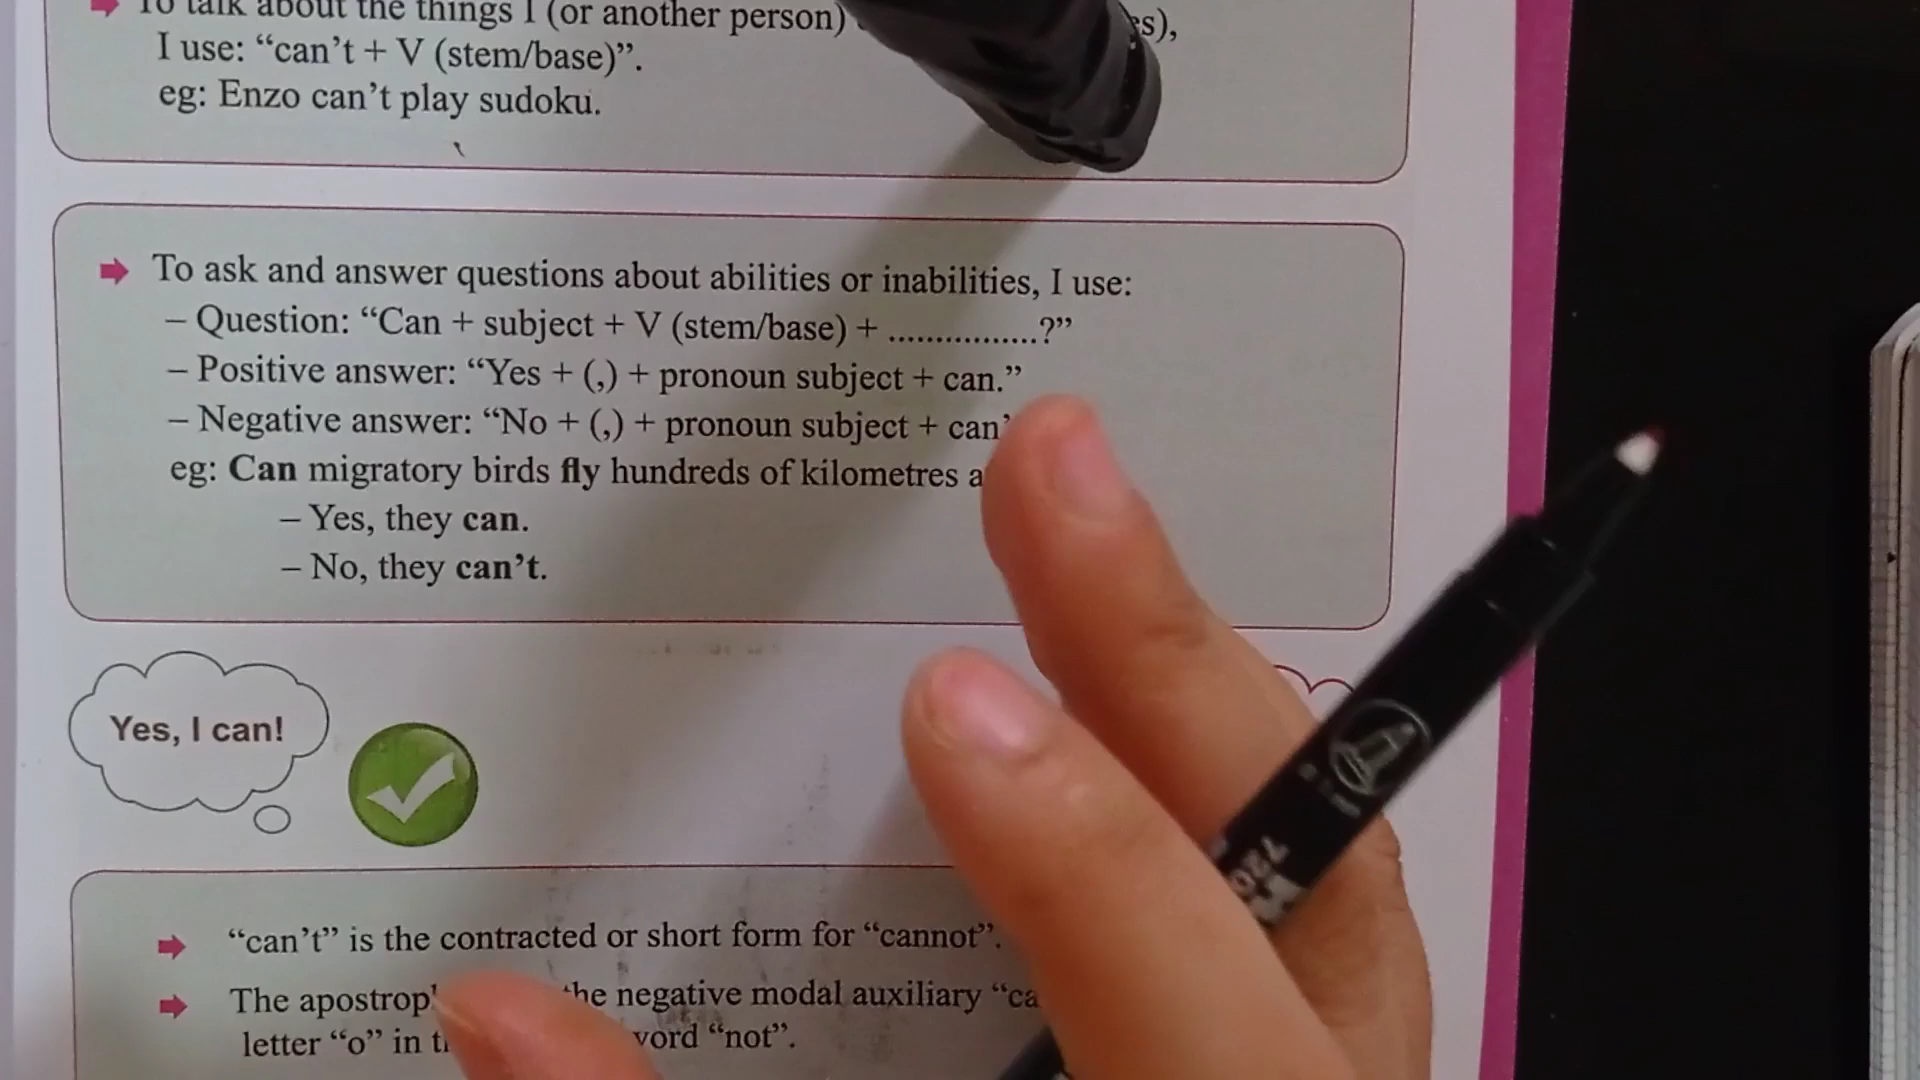 To talk about the things I (or another person) s),
I use: “can’t + V (stem/base)”.
eg: Enzo can’t play sudoku.
To ask and answer questions about abilities or inabilities, I use:
– Question: “Can + subject + V (stem/base) + ................?”
– Positive answer: “Yes + (,) + pronoun subject + can.”
– Negative answer: “No + (,) + pronoun subject + can’
eg: Can migratory birds fly hundreds of kilometres a
– Yes, they can.
– No, they can’t.
Yes, I can!
“can’t” is the contracted or short form for “cannot”.
The the negative modal auxiliary “ca
letter “o” in word “not”.